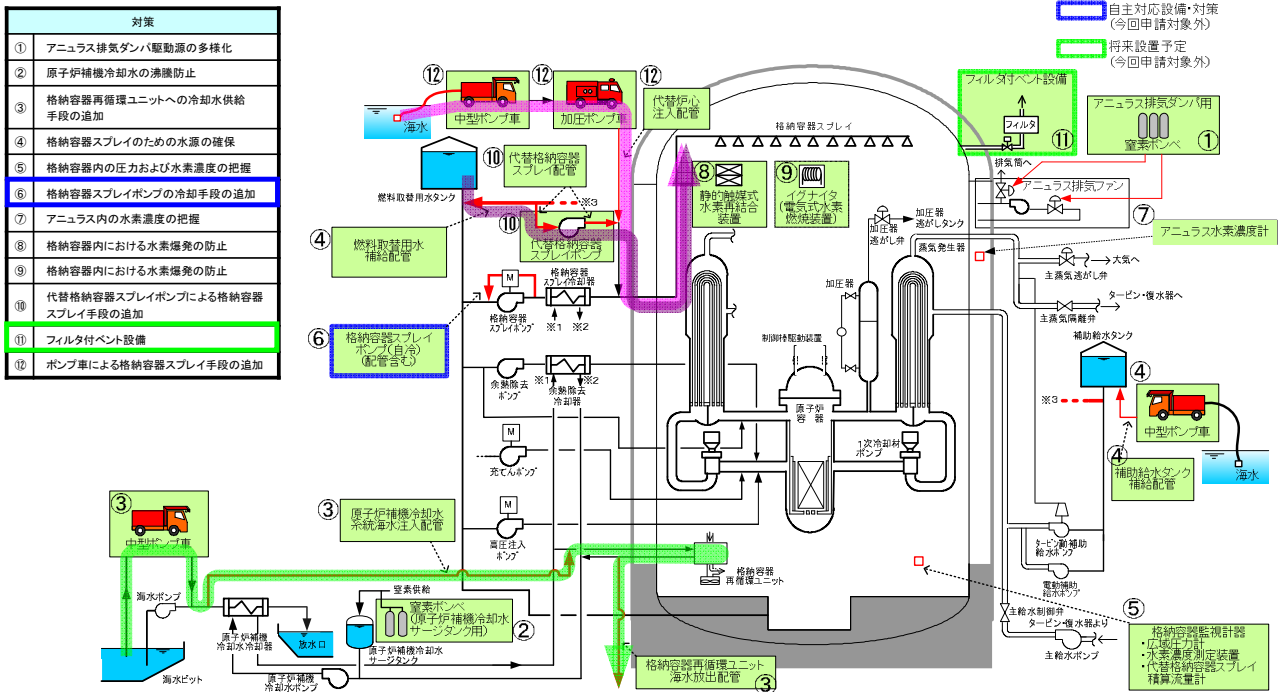 対策
① アニュラス排気ダンパ駆動源の多様化
② 原子炉補機冷却水の沸騰防止
③ 格納容器再循環ユニットへの冷却水供給
手段の追加
④ 格納容器スプレイのための水源の確保
⑤ 格納容器内の圧力および水素濃度の把握
⑥ 格納容器スプレイポンプの冷却手段の追加
⑦ アニュラス内の水素濃度の把握
⑧ 格納容器内における水素爆発の防止
⑨ 格納容器内における水素爆発の防止
⑩ 代替格納容器スプレイポンプによる格納容器
スプレイ手段の追加
⑪ フィルタ付ベント設備
⑫ ポンプ車による格納容器スプレイ手段の追加
自主対応設備・対策
(今回申請対象外)
将来設置予定
(今回申請対象外)
⑫
中型ポンプ車
⑫
加圧ポンプ車
⑫
代替炉心
注入配管
海水
燃料取替用水タンク
⑩
代替格納容器
スプレイ配管
※3
⑩
代替格納容器
スプレイポンプ
④
燃料取替用水
補給配管
格納容器スプレイ
⑧
静的触媒式
水素再結合
装置
⑨
イグナイタ
(電気式水素
燃焼装置)
フィルタ付ベント設備
フィルタ
⑪
アニュラス排気ダンパ用
窒素ボンベ
①
排気筒へ
アニュラス排気ファン
⑦
アニュラス水素濃度計
加圧器
逃がし弁
加圧器
逃がしタンク
蒸気発生器
大気へ
主蒸気逃がし弁
タービン・復水器へ
主蒸気隔離弁
M
格納容器
スプレイ冷却器
格納容器
スプレイポンプ
※1
※2
⑥
格納容器スプレイ
ポンプ(自冷)
(配管含む)
余熱除去
ポンプ
※1
※2
余熱除去
冷却器
M
充てんポンプ
M
高圧注入
ポンプ
加圧器
制御棒駆動装置
原子炉
容器
1次冷却材
ポンプ
補助給水タンク
④
※3
中型ポンプ車
④
補助給水タンク
補給配管
海水
③
中型ポンプ車
③
原子炉補機冷却水
系統海水注入配管
M
格納容器
再循環ユニット
タービン動補助
給水ポンプ
電動補助
給水ポンプ
主給水制御弁
タービン・復水器より
主給水ポンプ
⑤
格納容器監視計器
・広域圧力計
・水素濃度測定装置
・代替格納容器スプレイ
積算流量計
海水ポンプ
原子炉補機
冷却水冷却器
放水口
窒素供給
窒素ボンベ
(原子炉補機冷却水
サージタンク用)
②
原子炉補機冷却水
サージタンク
海水ピット
原子炉補機
冷却水ポンプ
格納容器再循環ユニット
海水放出配管
③